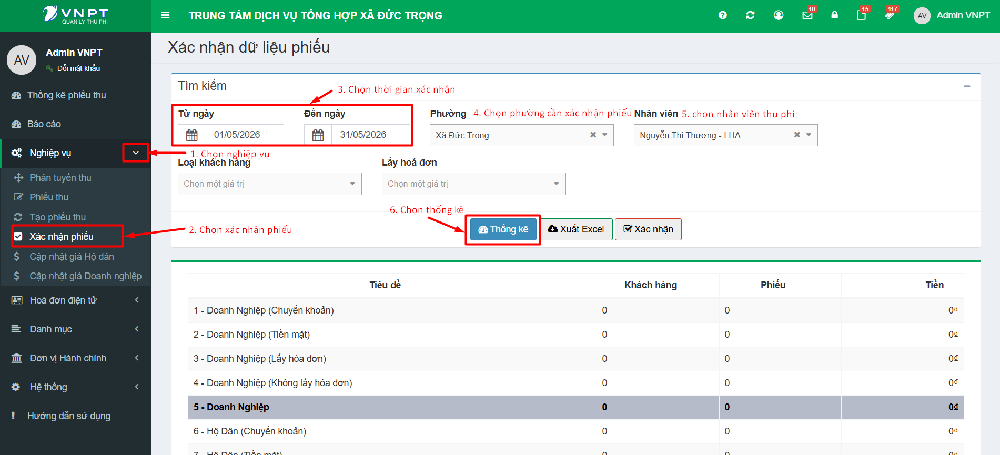 VNPT
QUẢN LÝ THU PHÍ
TRUNG TÂM DỊCH VỤ TỔNG HỢP XÃ ĐỨC TRỌNG
10
15
117
AV
Admin VNPT
AV
Admin VNPT
Đổi mật khẩu
Thống kê phiếu thu
Báo cáo
Nghiệp vụ
Phân tuyến thu
Phiếu thu
Tạo phiếu thu
Xác nhận phiếu
Cập nhật giá Hộ dân
Cập nhật giá Doanh nghiệp
Hoá đơn điện tử
Danh mục
Đơn vị Hành chính
Hệ thống
Hướng dẫn sử dụng
Xác nhận dữ liệu phiếu
Tìm kiếm
3. Chọn thời gian xác nhận
Từ ngày
Đến ngày
Phường
4. Chọn phường cần xác nhận phiếu
Nhân viên
5. chọn nhân viên thu phí
01/05/2026
31/05/2026
Xã Đức Trọng
Nguyễn Thị Thương - LHA
1. Chọn nghiệp vụ
Loại khách hàng
Lấy hoá đơn
Chọn một giá trị
Chọn một giá trị
6. Chọn thống kê
2. Chọn xác nhận phiếu
Thống kê
Xuất Excel
Xác nhận
Tiêu đề Khách hàng Phiếu Tiền
1 - Doanh Nghiệp (Chuyển khoản) 0 0 0₫
2 - Doanh Nghiệp (Tiền mặt) 0 0 0₫
3 - Doanh Nghiệp (Lấy hóa đơn) 0 0 0₫
4 - Doanh Nghiệp (Không lấy hóa đơn) 0 0 0₫
5 - Doanh Nghiệp 0 0 0₫
6 - Hộ Dân (Chuyển khoản) 0 0 0₫
7 - Hộ Dân (Tiền mặt) 0 0 0₫